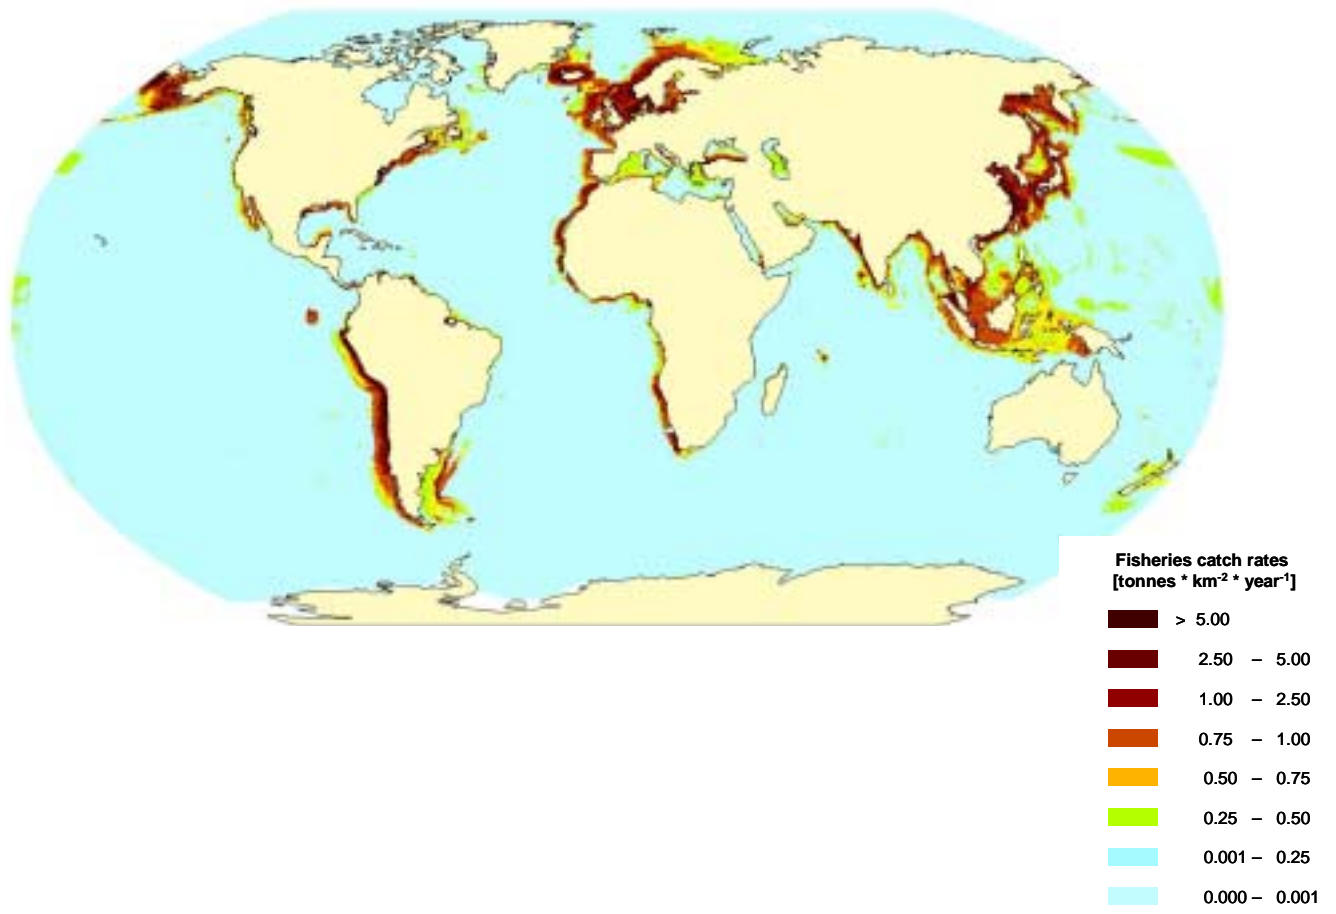 Fisheries catch rates
[tonnes * km-2 * year-1]
> 5.00
2.50 – 5.00
1.00 – 2.50
0.75 – 1.00
0.50 – 0.75
0.25 – 0.50
0.001 – 0.25
0.000 – 0.001